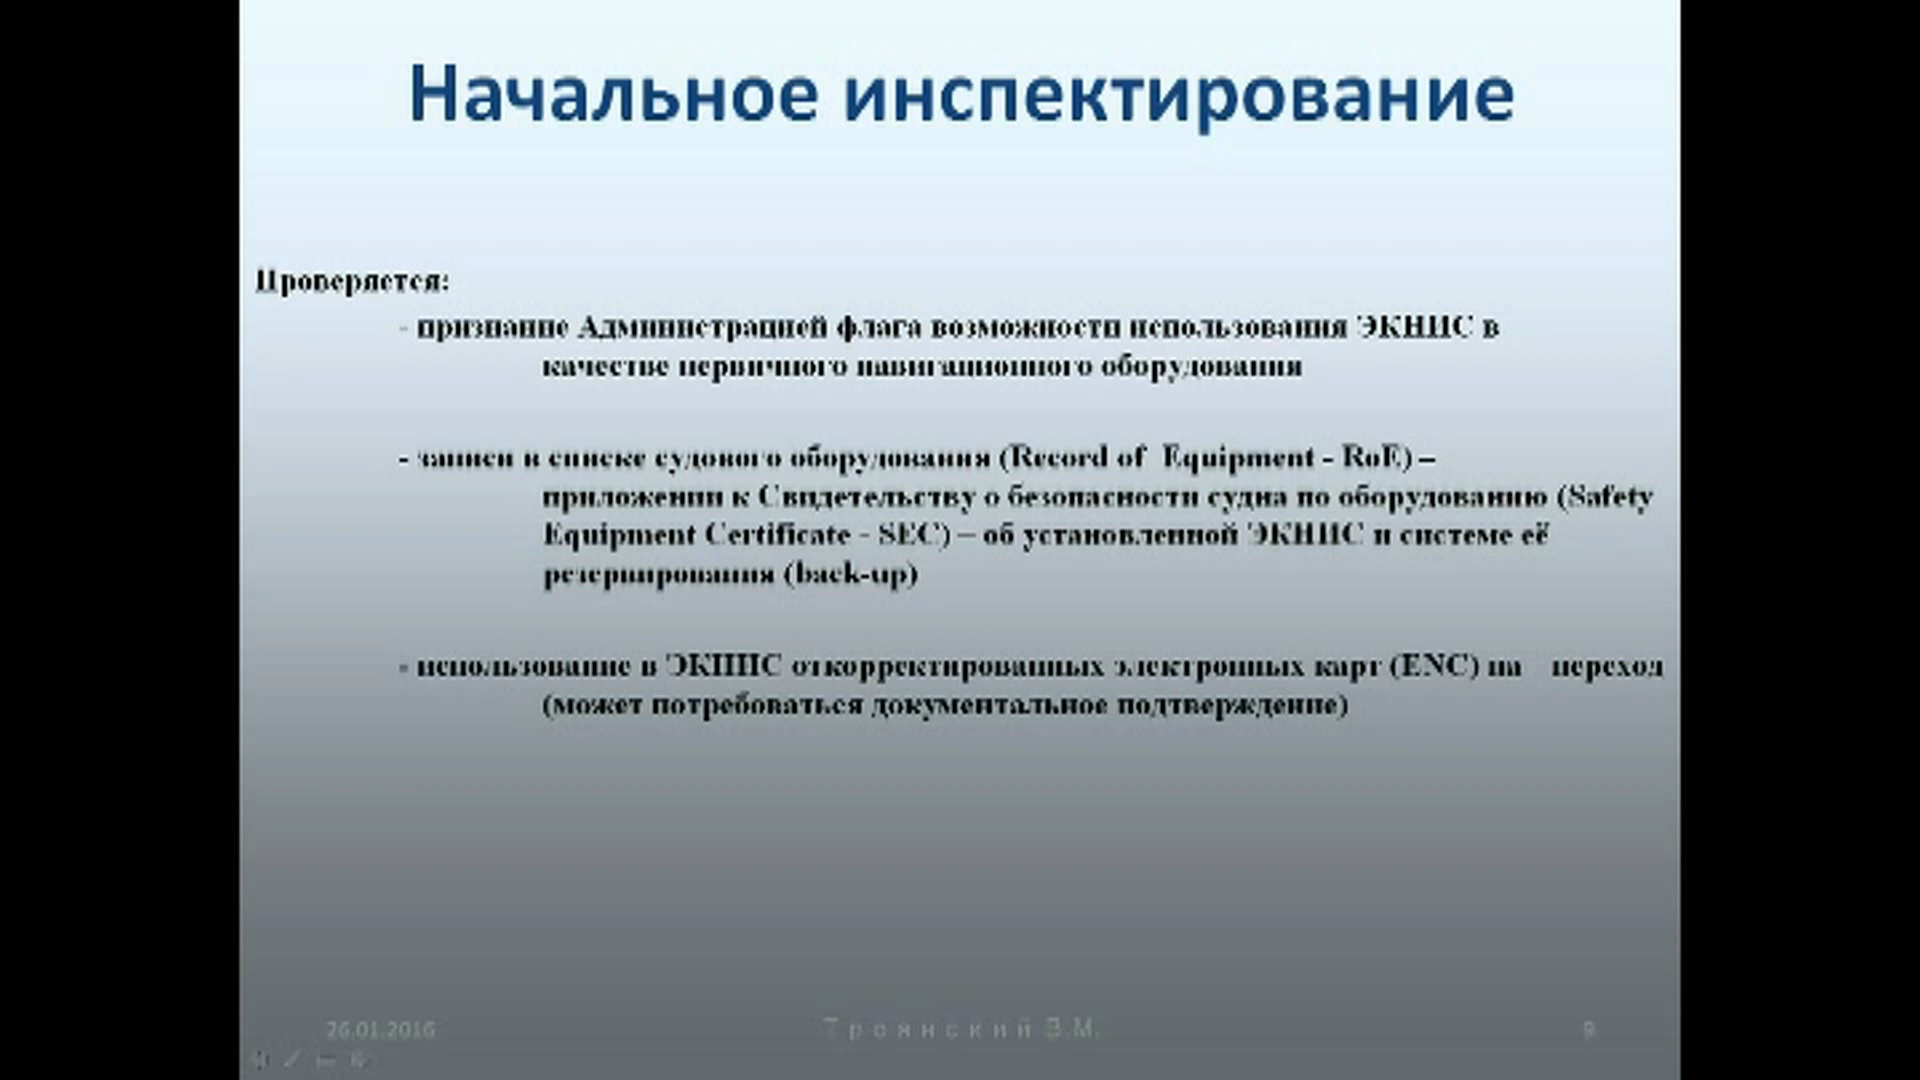 Начальное инспектирование
Проверяется:
- признание Администрацией флага возможности использования ЭКНИС в
качестве первичного навигационного оборудования
- записи в списке судового оборудования (Record of Equipment - RoE) –
приложении к Свидетельству о безопасности судна по оборудованию (Safety
Equipment Certificate - SEC) – об установленной ЭКНИС и системе её
резервирования (back-up)
- использование в ЭКНИС откорректированных электронных карт (ENC) на переход
(может потребоваться документальное подтверждение)
26.01.2016
Троянский В.М.
9